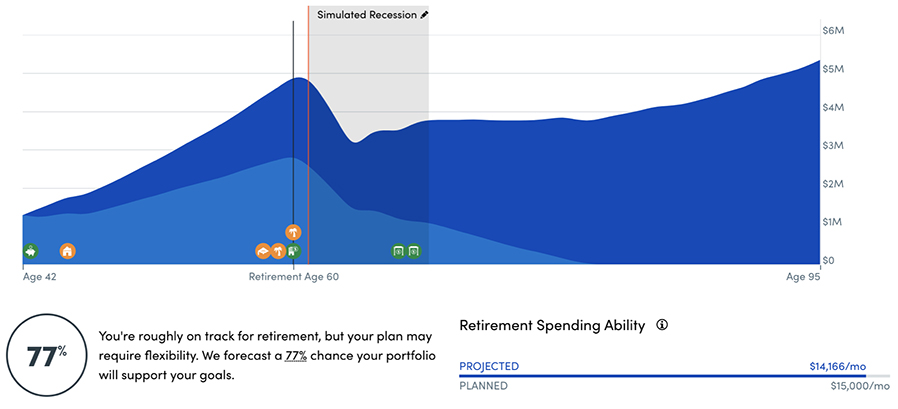 Simulated Recession
$6M
$5M
$4M
$3M
$2M
$1M
$0
Age 42
Retirement Age 60
Age 95
77%
You're roughly on track for retirement, but your plan may
require flexibility. We forecast a 77% chance your portfolio
will support your goals.
Retirement Spending Ability
PROJECTED $14,166/mo
PLANNED $15,000/mo